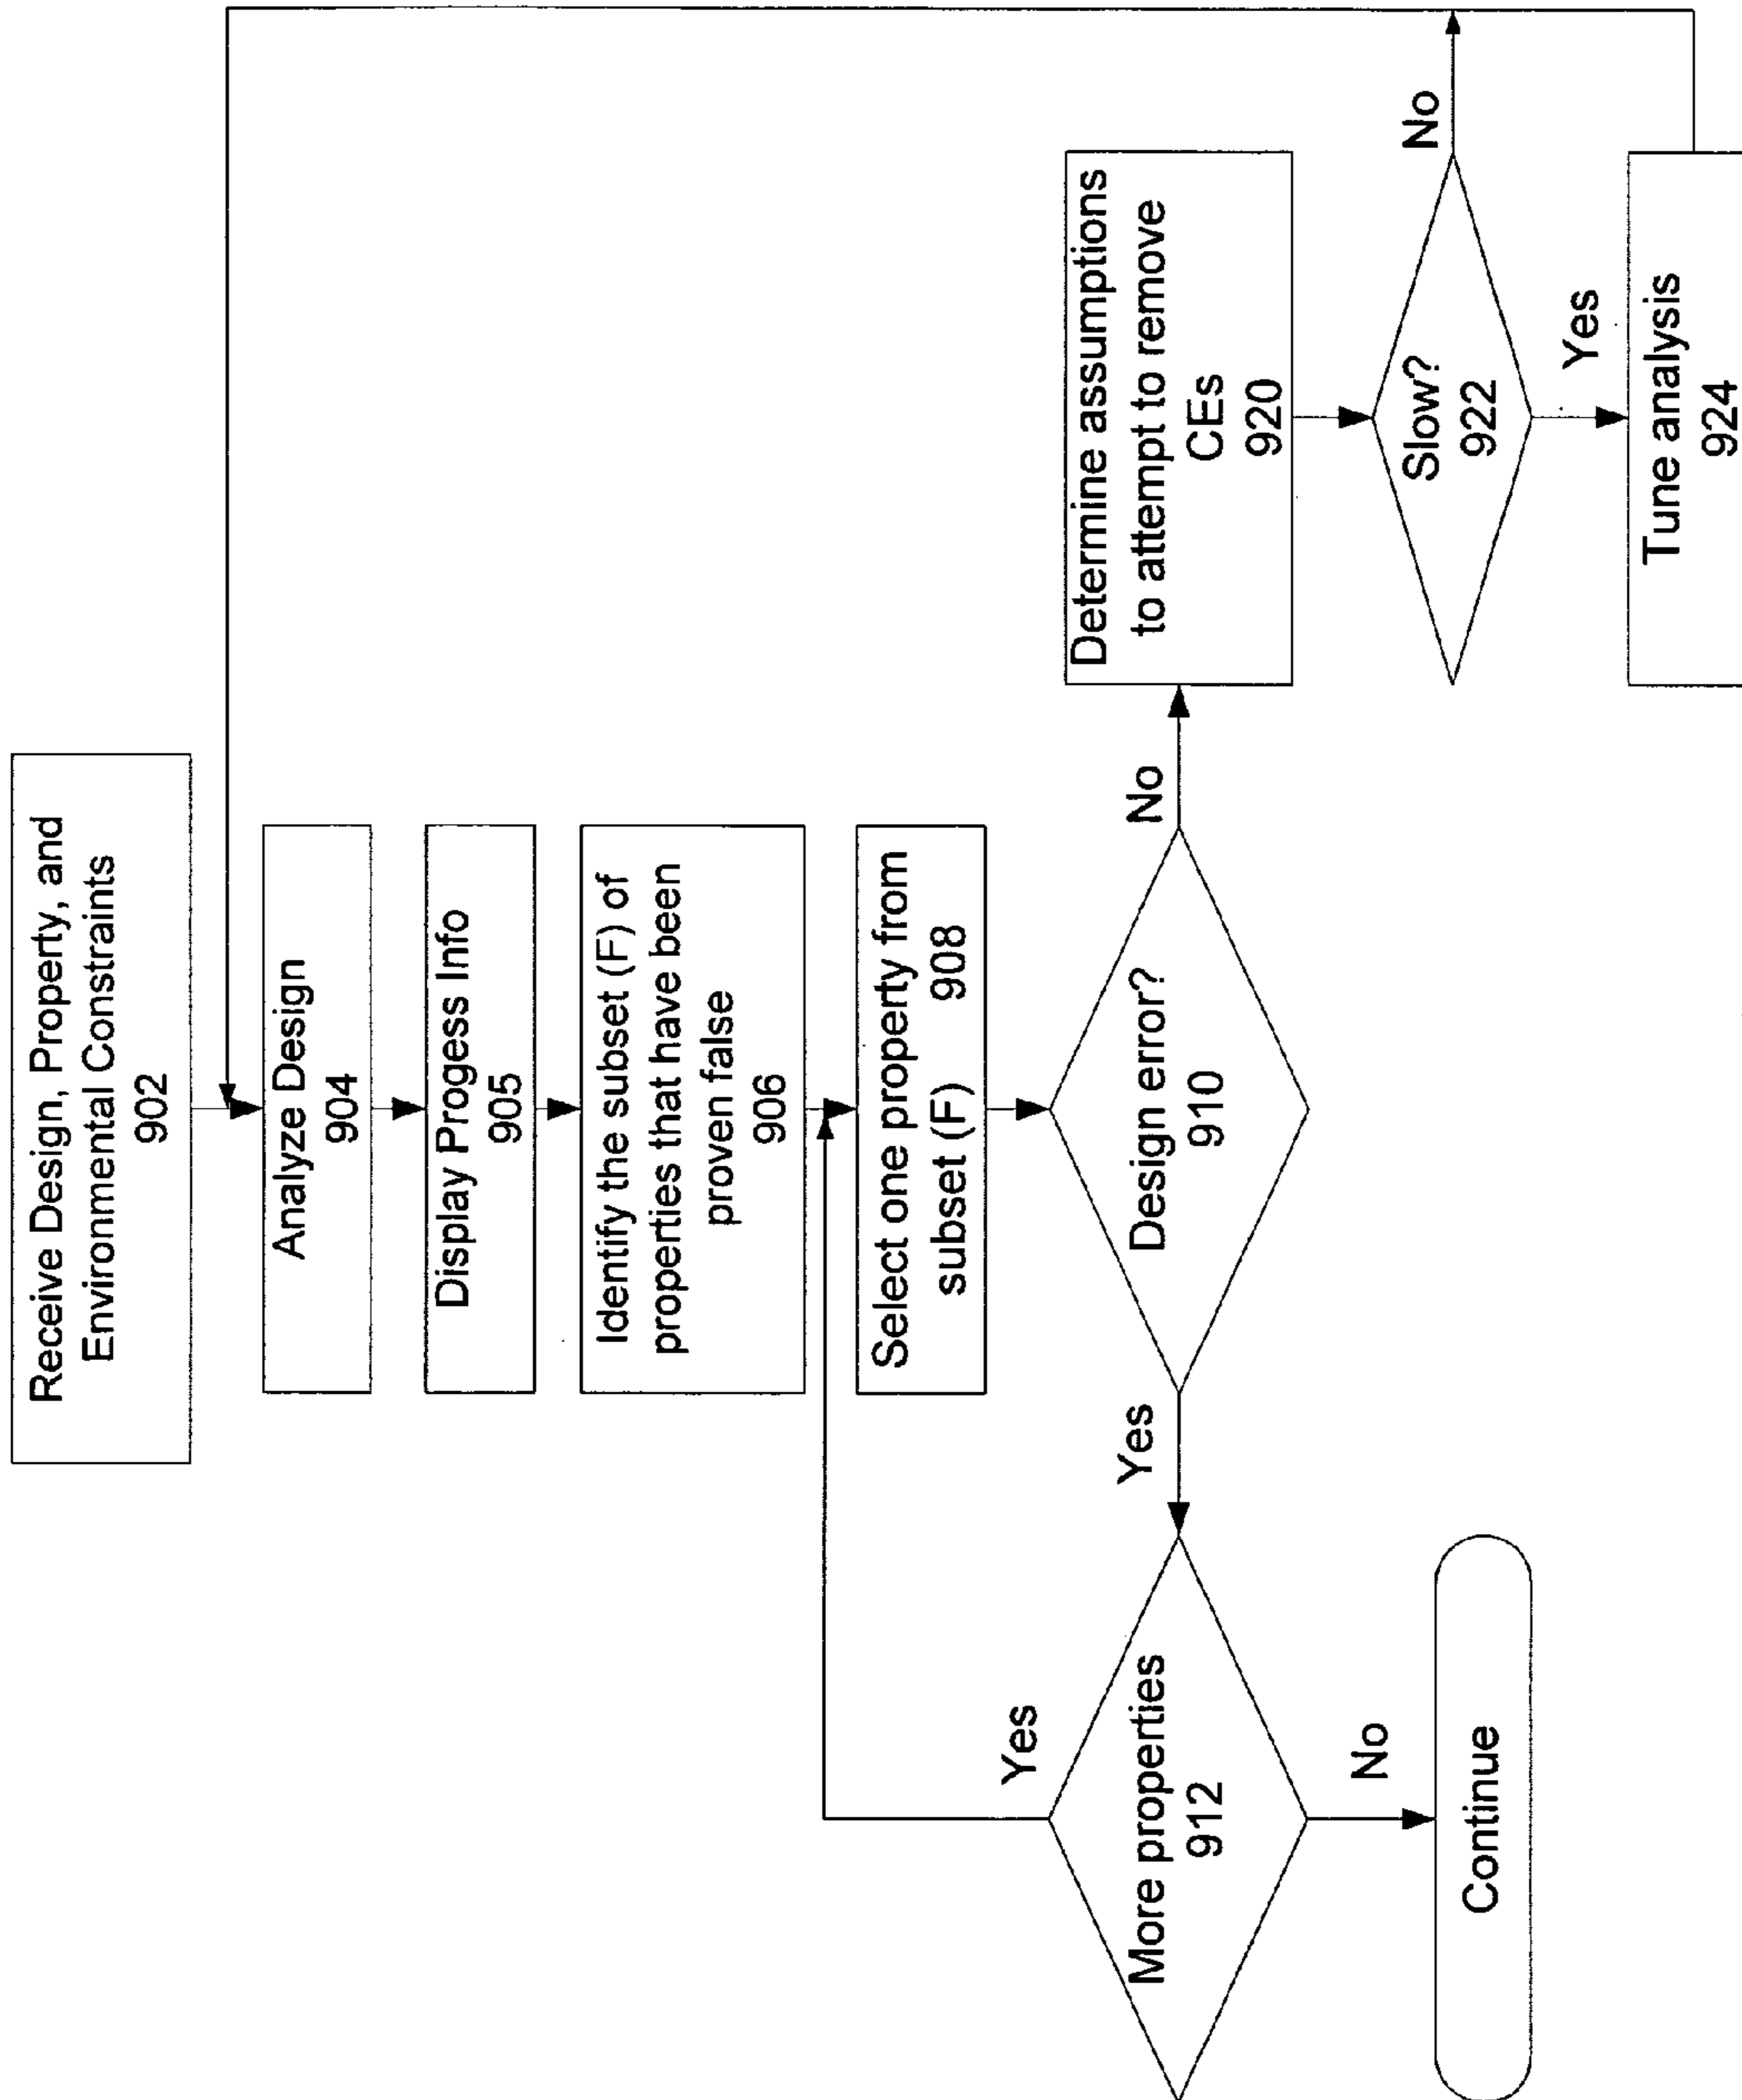 Receive Design, Property, and
Environmental Constraints
902
Analyze Design
904
Display Progess Info
905
Identify the subset (F) of
properties that have been
proven false
906
Select one property from
subset (F) 908
Design error?
910
Yes
No
More properties
912
Yes
No
Continue
Determine assumptions
to attempt to remove
CEs
920
Slow?
922
No
Yes
Tune analysis
924